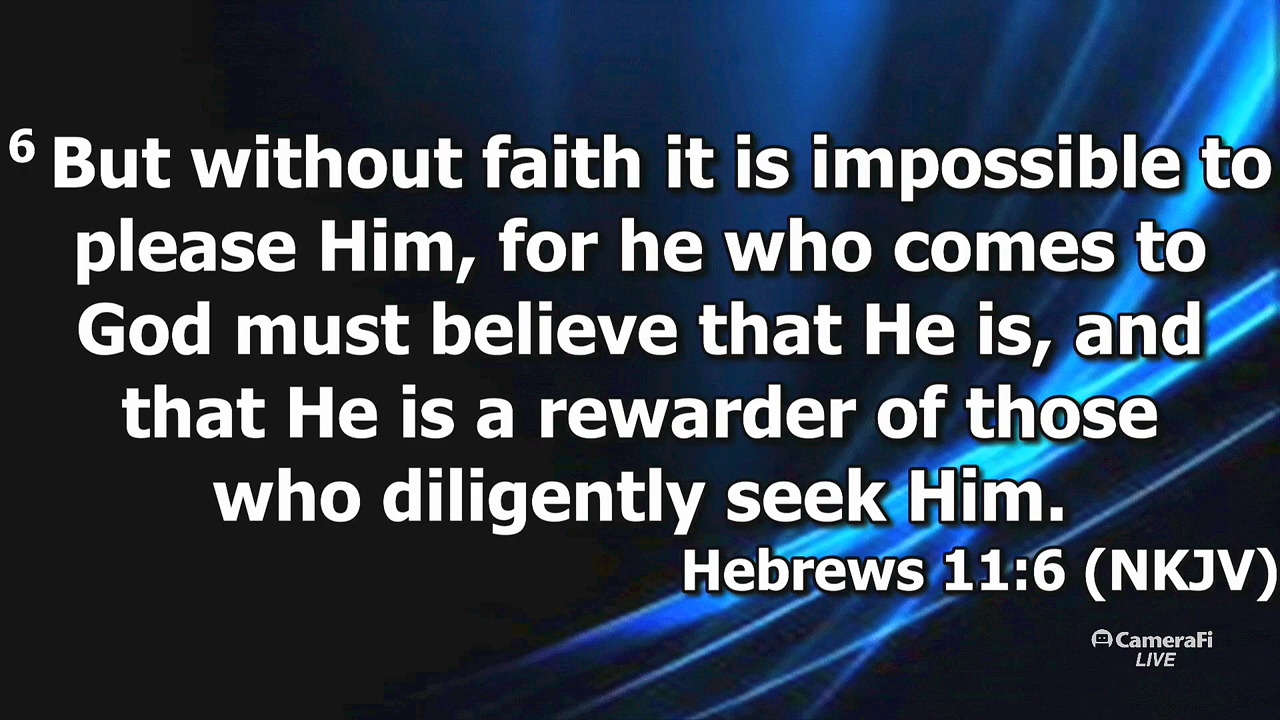 6 But without faith it is impossible to
please Him, for he who comes to
God must believe that He is, and
that He is a rewarder of those
who diligently seek Him.
Hebrews 11:6 (NKJV)
CameraFi
LIVE